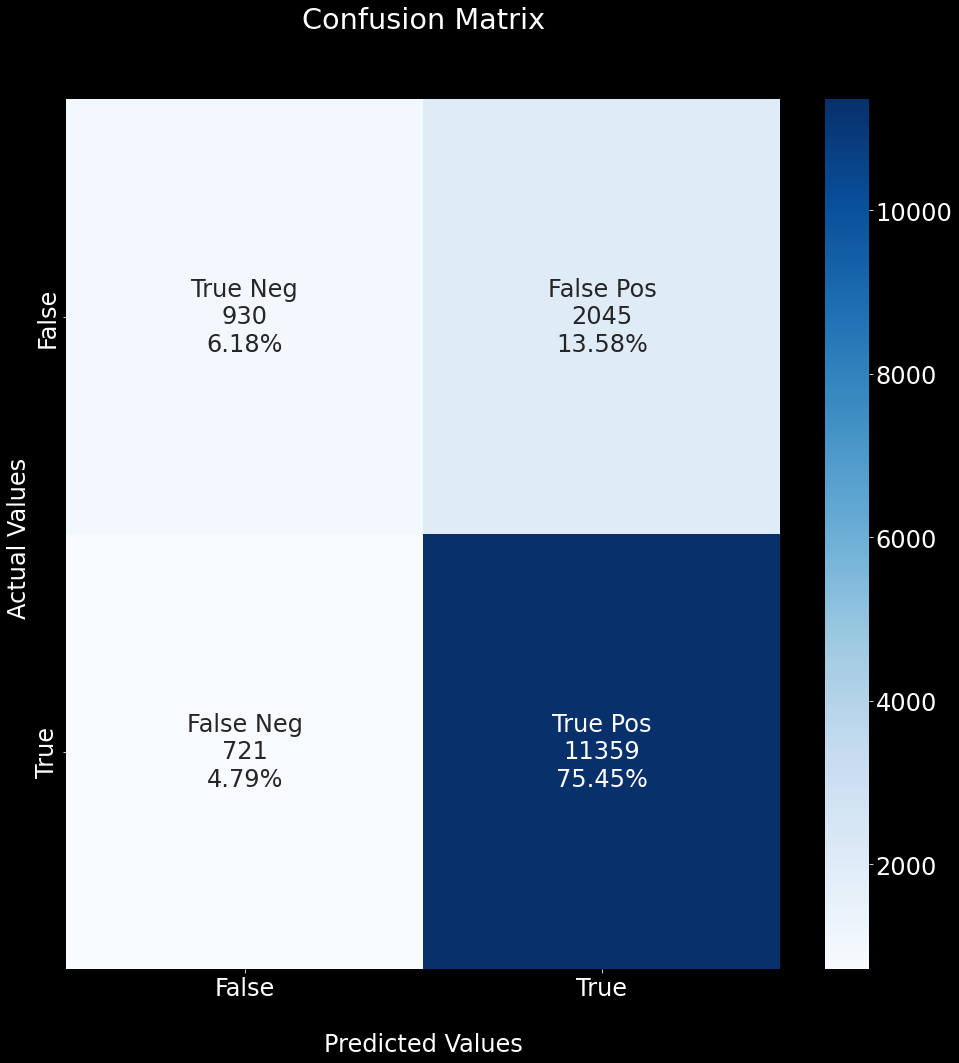 Confusion Matrix
True Neg
930
6.18%
False Pos
2045
13.58%
False Neg
721
4.79%
True Pos
11359
75.45%
False
True
Actual Values
False
True
Predicted Values
10000
8000
6000
4000
2000